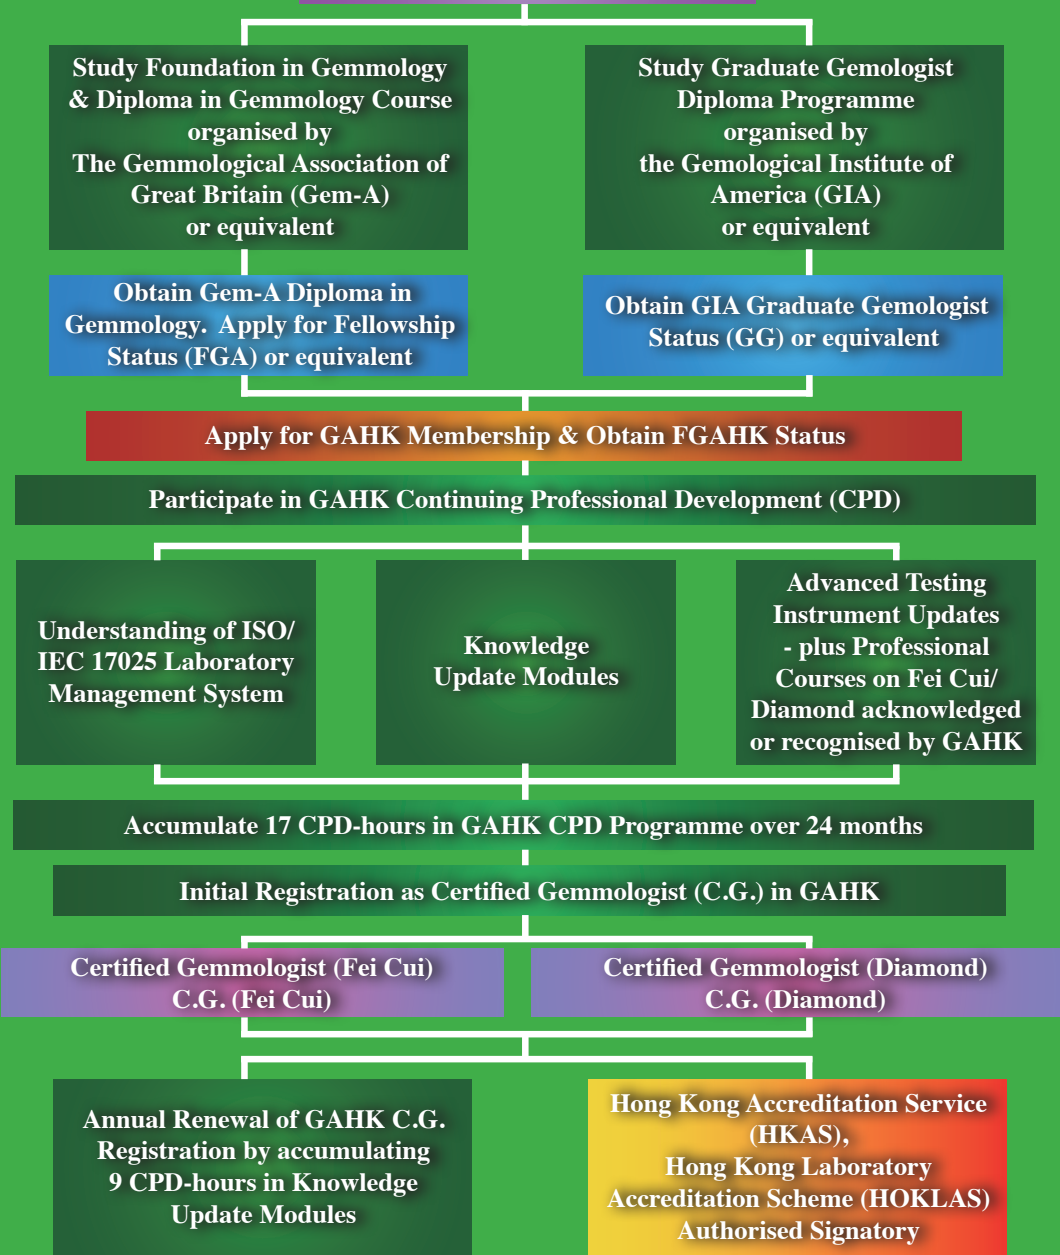 Study Foundation in Gemmology
& Diploma in Gemmology Course
organised by
The Gemmological Association of
Great Britain (Gem-A)
or equivalent
Study Graduate Gemologist
Diploma Programme
organised by
the Gemological Institute of
America (GIA)
or equivalent
Obtain Gem-A Diploma in
Gemmology.  Apply for Fellowship
Status (FGA) or equivalent
Obtain GIA Graduate Gemologist
Status (GG) or equivalent
Apply for GAHK Membership & Obtain FGAHK Status
Participate in GAHK Continuing Professional Development (CPD)
Understanding of ISO/
IEC 17025 Laboratory
Management System
Knowledge
Update Modules
Advanced Testing
Instrument Updates
- plus Professional
Courses on Fei Cui/
Diamond acknowledged
or recognised by GAHK
Accumulate 17 CPD-hours in GAHK CPD Programme over 24 months
Initial Registration as Certified Gemmologist (C.G.) in GAHK
Certified Gemmologist (Fei Cui)
C.G. (Fei Cui)
Certified Gemmologist (Diamond)
C.G. (Diamond)
Annual Renewal of GAHK C.G.
Registration by accumulating
9 CPD-hours in Knowledge
Update Modules
Hong Kong Accreditation Service
(HKAS),
Hong Kong Laboratory
Accreditation Scheme (HOKLAS)
Authorised Signatory